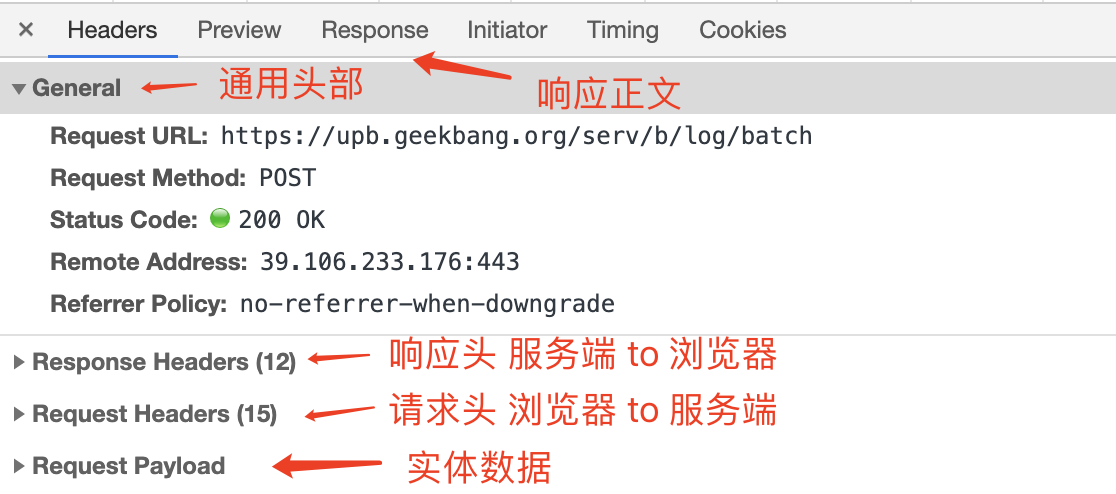 × Headers Preview Response Initiator Timing Cookies
General 通用头部 响应正文
Request URL: https://upb.geekbang.org/serv/b/log/batch
Request Method: POST
Status Code: 200 OK
Remote Address: 39.106.233.176:443
Referrer Policy: no-referrer-when-downgrade
Response Headers (12) 响应头 服务端 to 浏览器
Request Headers (15) 请求头 浏览器 to 服务端
Request Payload 实体数据